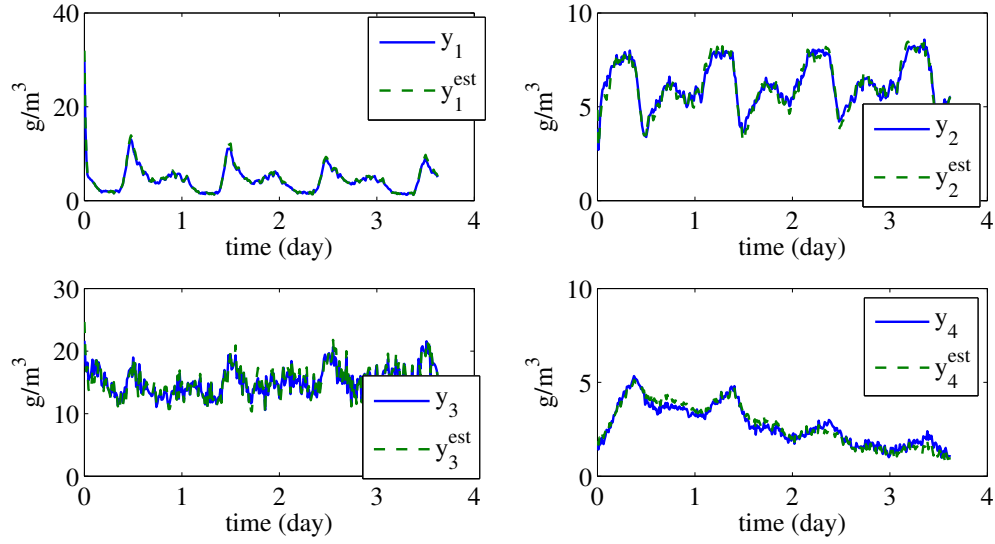 40
20
0
g/m³
0 1 2 3 4
time (day)
y₁
y₁ᵉˢᵗ
10
5
0
g/m³
0 1 2 3 4
time (day)
y₂
y₂ᵉˢᵗ
30
20
10
0
g/m³
0 1 2 3 4
time (day)
y₃
y₃ᵉˢᵗ
10
5
0
g/m³
0 1 2 3 4
time (day)
y₄
y₄ᵉˢᵗ